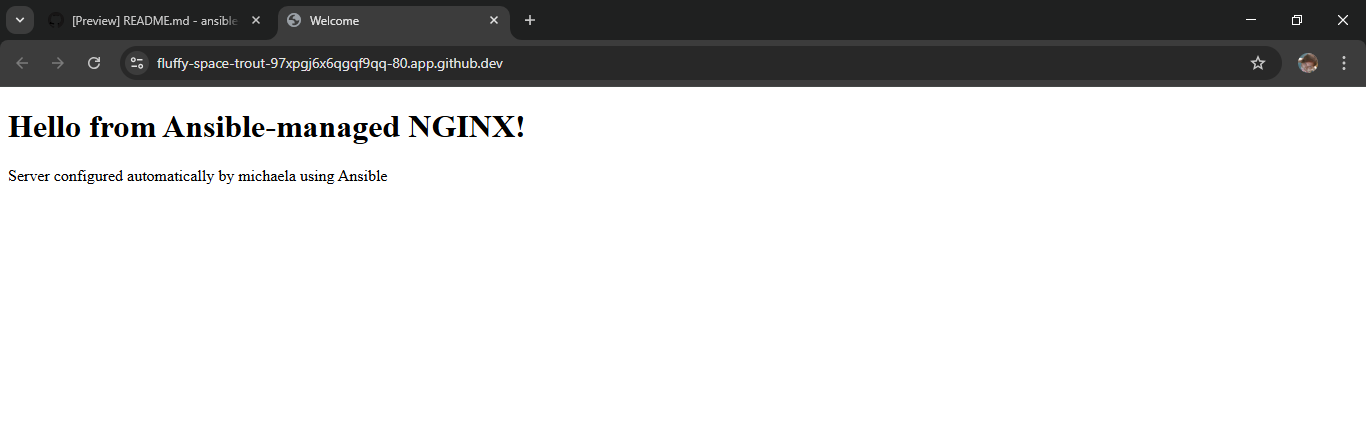 [Preview] README.md - ansible
Welcome
fluffy-space-trout-97xpgj6x6qgqf9qq-80.app.github.dev
Hello from Ansible-managed NGINX!
Server configured automatically by michaela using Ansible